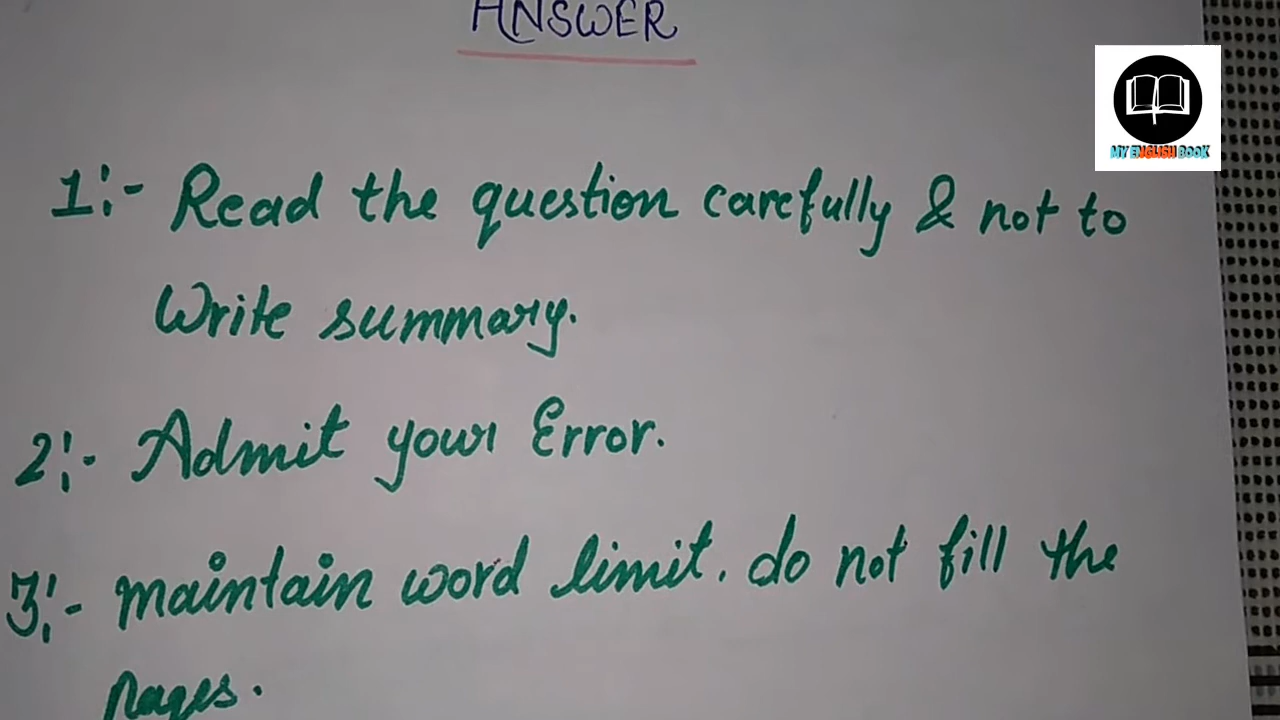 ANSWER
MY ENGLISH BOOK
1:- Read the question carefully & not to
Write summary.
2:- Admit your Error.
3:- maintain word limit. do not fill the
pages.